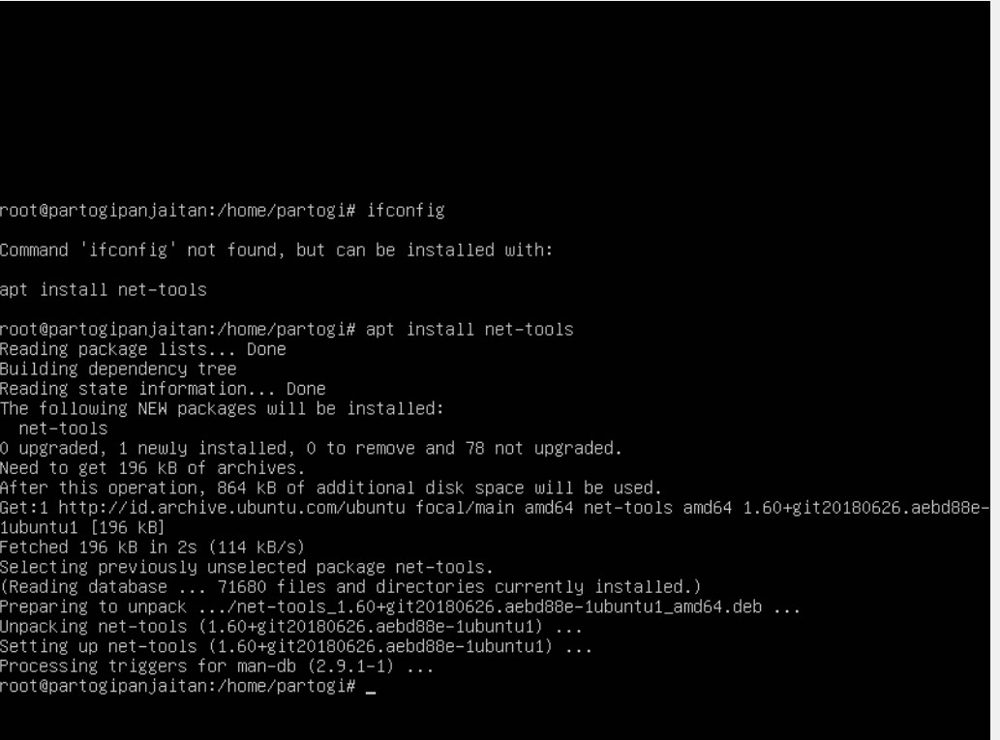 root@partogipanjaitan:/home/partogi# ifconfig
Command 'ifconfig' not found, but can be installed with:
apt install net-tools
root@partogipanjaitan:/home/partogi# apt install net-tools
Reading package lists... Done
Building dependency tree
Reading state information... Done
The following NEW packages will be installed:
  net-tools
0 upgraded, 1 newly installed, 0 to remove and 78 not upgraded.
Need to get 196 kB of archives.
After this operation, 864 kB of additional disk space will be used.
Get:1 http://id.archive.ubuntu.com/ubuntu focal/main amd64 net-tools amd64 1.60+git20180626.aebd88e-
1ubuntu1 [196 kB]
Fetched 196 kB in 2s (114 kB/s)
Selecting previously unselected package net-tools.
(Reading database ... 71680 files and directories currently installed.)
Preparing to unpack .../net-tools_1.60+git20180626.aebd88e-1ubuntu1_amd64.deb ...
Unpacking net-tools (1.60+git20180626.aebd88e-1ubuntu1) ...
Setting up net-tools (1.60+git20180626.aebd88e-1ubuntu1) ...
Processing triggers for man-db (2.9.1-1) ...
root@partogipanjaitan:/home/partogi# _